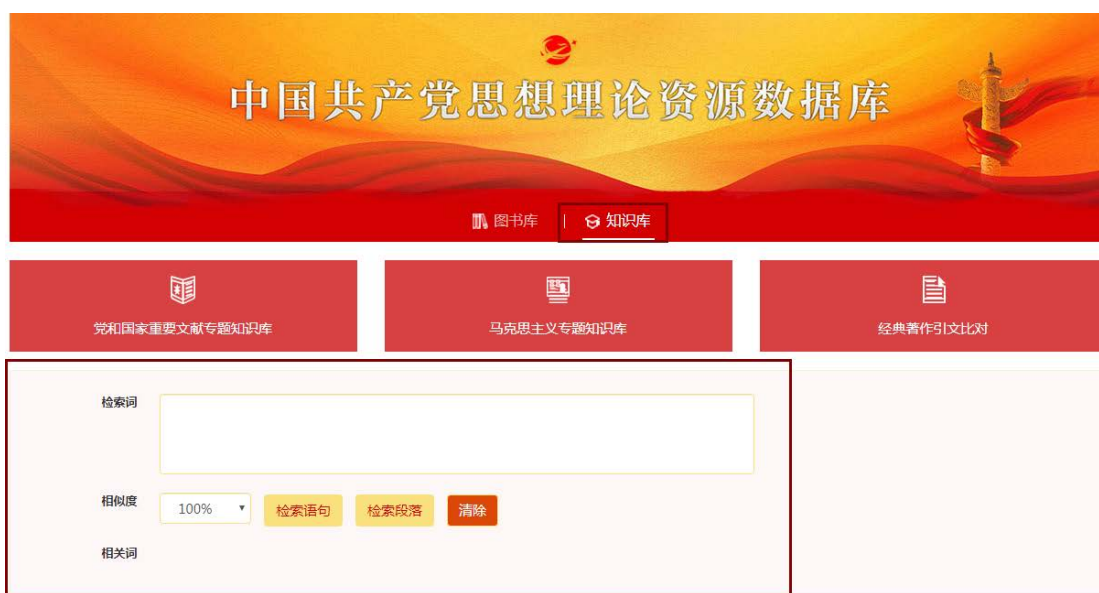 中国共产党思想理论资源数据库
图书库 | 知识库
党和国家重要文献专题知识库 马克思主义专题知识库 经典著作引文比对
检索词
相似度 100% 检索语句 检索段落 清除
相关词